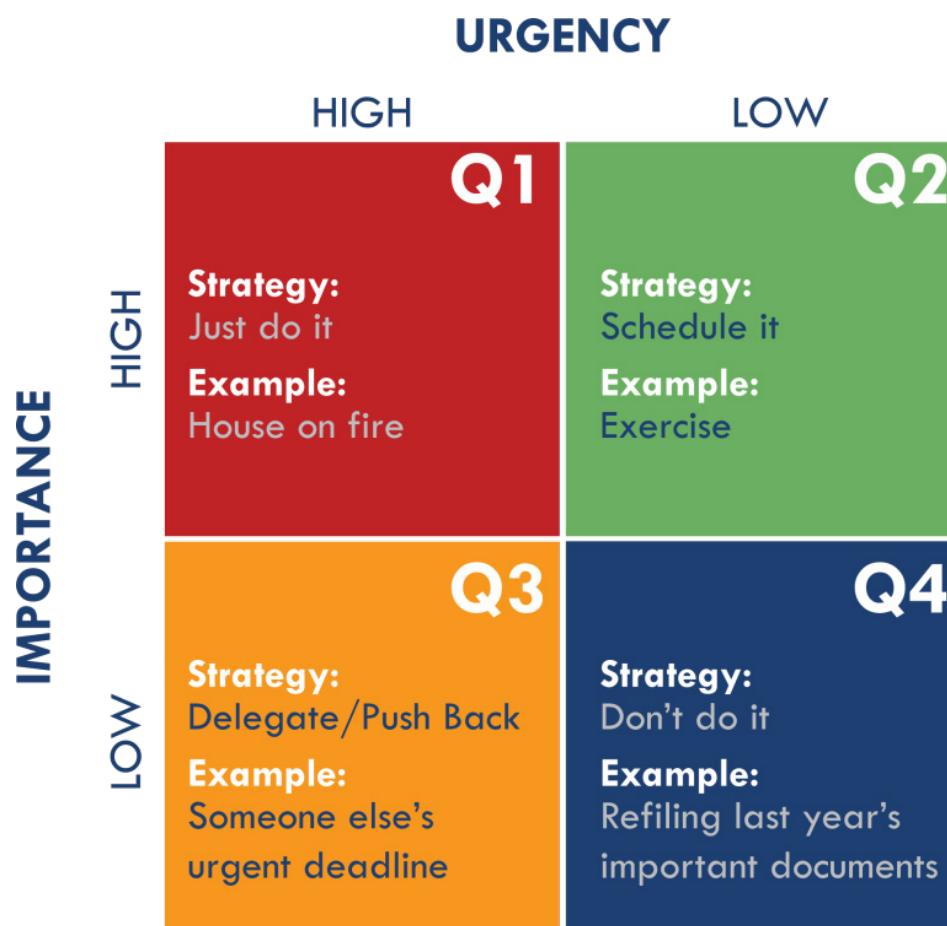 URGENCY
HIGH
LOW
IMPORTANCE
HIGH
Q1
Strategy:
Just do it
Example:
House on fire
Q2
Strategy:
Schedule it
Example:
Exercise
LOW
Q3
Strategy:
Delegate/Push Back
Example:
Someone else's
urgent deadline
Q4
Strategy:
Don't do it
Example:
Refiling last year's
important documents